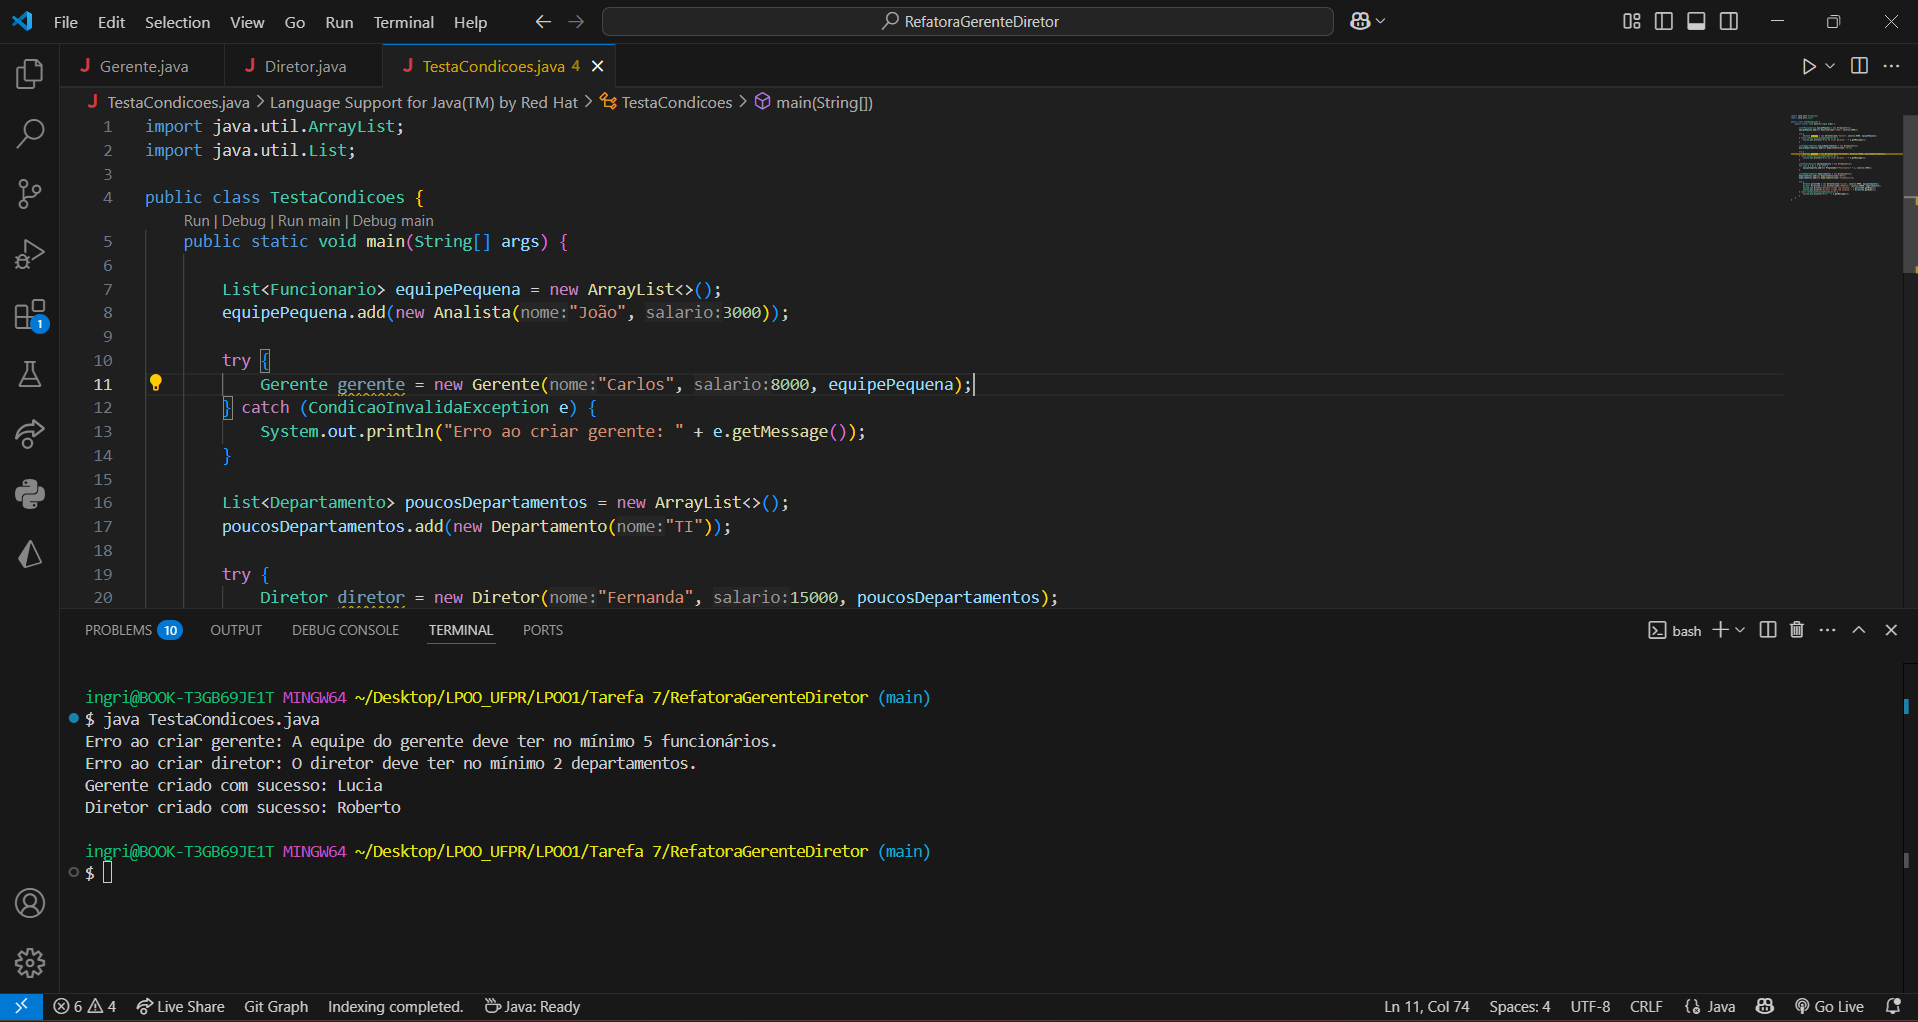 File Edit Selection View Go Run Terminal Help RefatoraGerenteDiretor
Gerente.java Diretor.java TestaCondicoes.java 4
TestaCondicoes.java > Language Support for Java(TM) by Red Hat > TestaCondicoes > main(String[])
1 import java.util.ArrayList;
2 import java.util.List;
3
4 public class TestaCondicoes {
Run | Debug | Run main | Debug main
5 public static void main(String[] args) {
6
7 List<Funcionario> equipePequena = new ArrayList<>();
8 equipePequena.add(new Analista(nome:"João", salario:3000));
9
10 try {
11 Gerente gerente = new Gerente(nome:"Carlos", salario:8000, equipePequena);
12 } catch (CondicaoInvalidaException e) {
13 System.out.println("Erro ao criar gerente: " + e.getMessage());
14 }
15
16 List<Departamento> poucosDepartamentos = new ArrayList<>();
17 poucosDepartamentos.add(new Departamento(nome:"TI"));
18
19 try {
20 Diretor diretor = new Diretor(nome:"Fernanda", salario:15000, poucosDepartamentos);
PROBLEMS 10 OUTPUT DEBUG CONSOLE TERMINAL PORTS bash
ingri@BOOK-T3GB69JE1T MINGW64 ~/Desktop/LPOO_UFPR/LPOO1/Tarefa 7/RefatoraGerenteDiretor (main)
$ java TestaCondicoes.java
Erro ao criar gerente: A equipe do gerente deve ter no mínimo 5 funcionários.
Erro ao criar diretor: O diretor deve ter no mínimo 2 departamentos.
Gerente criado com sucesso: Lucia
Diretor criado com sucesso: Roberto
ingri@BOOK-T3GB69JE1T MINGW64 ~/Desktop/LPOO_UFPR/LPOO1/Tarefa 7/RefatoraGerenteDiretor (main)
$
1
6 4 Live Share Git Graph Indexing completed. Java: Ready Ln 11, Col 74 Spaces: 4 UTF-8 CRLF {} Java Go Live